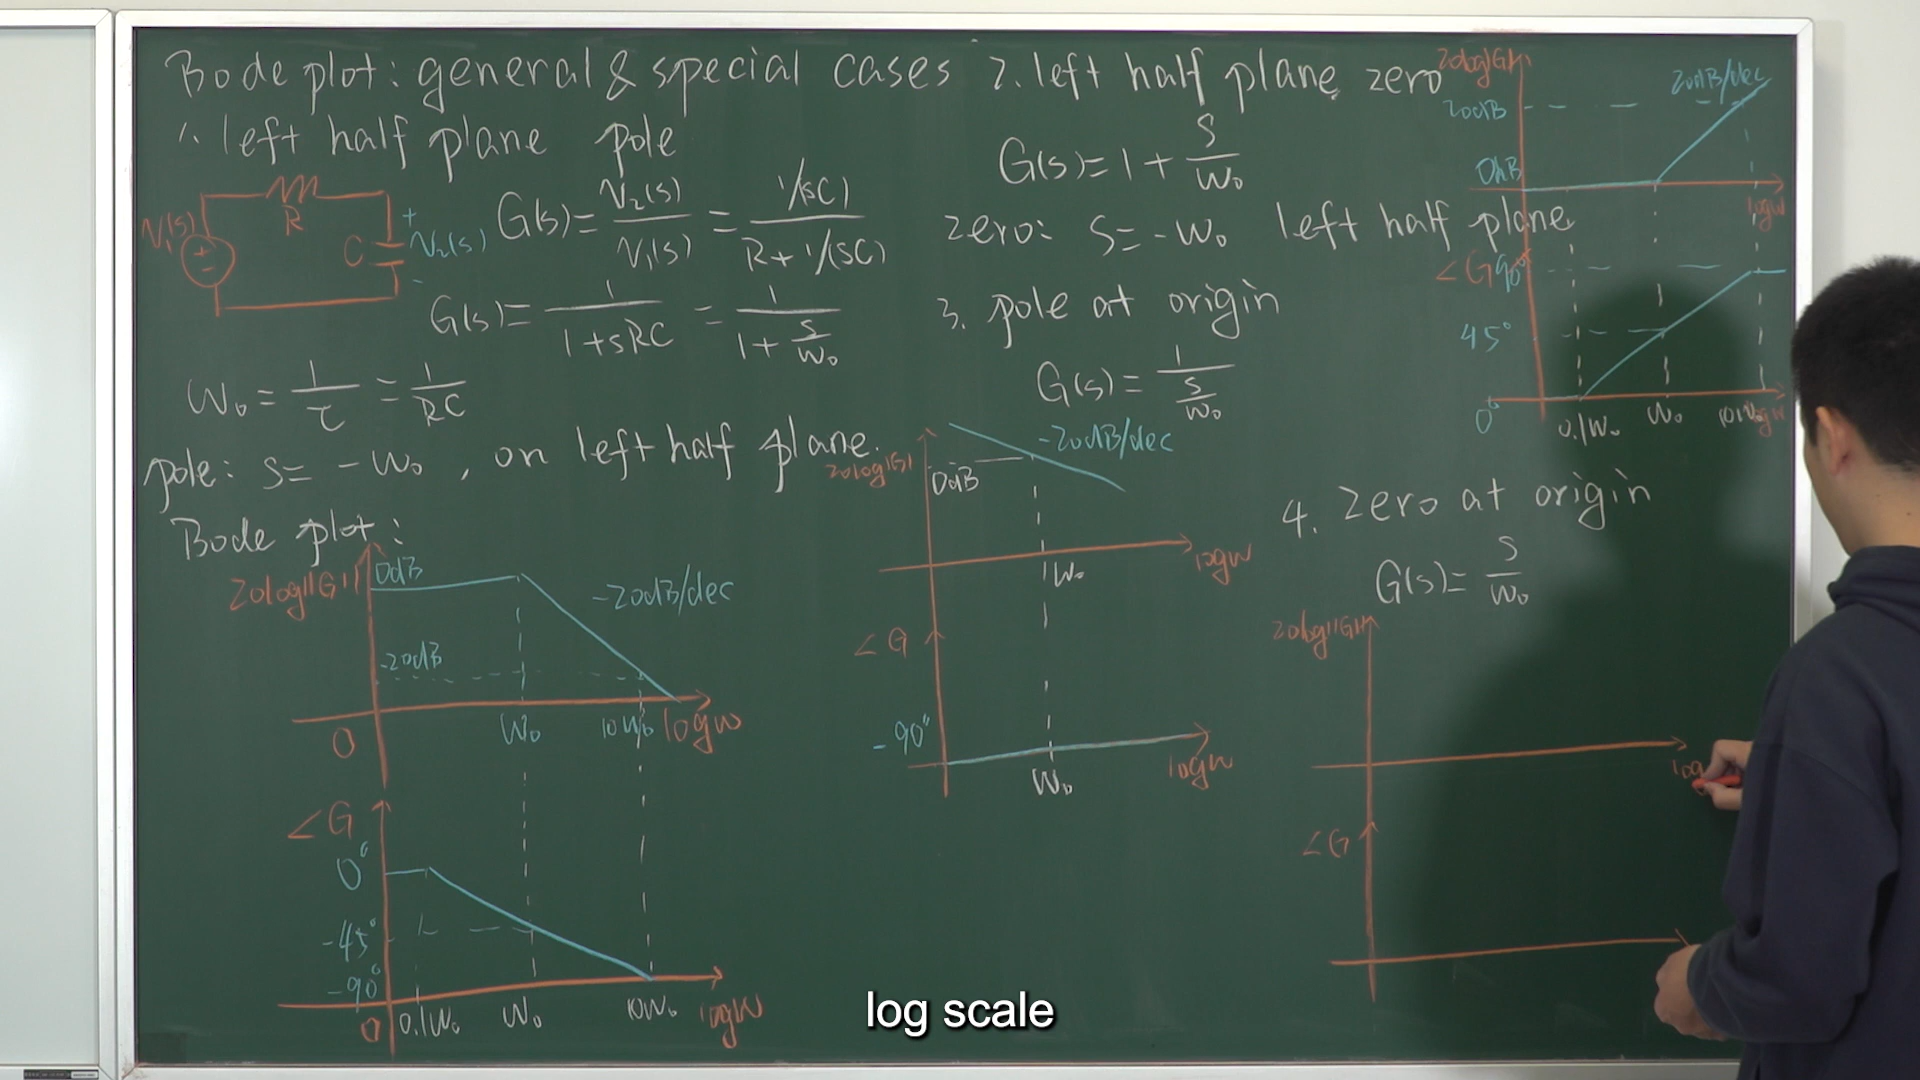 Bode plot: general & special cases
1. left half plane pole
V₁(s)
R
C
+
V₂(s)
-
G(s) = V₂(s)/V₁(s) = 1/(sC) / (R + 1/(sC))
G(s) = 1/(1+sRC) = 1/(1 + s/W₀)
W₀ = 1/τ = 1/RC
pole: s = -W₀, on left half plane.
Bode plot:
20log||G||
0dB
-20dB/dec
-20dB
0
W₀
10W₀
logw
∠G
0°
-45°
-90°
0
0.1W₀
W₀
10W₀
logw
2. left half plane zero
G(s) = 1 + s/W₀
zero: s = -W₀ left half plane.
20log|G|
20dB
20dB/dec
0dB
logw
∠G
90°
45°
0°
0.1W₀
W₀
10W₀
logw
3. pole at origin
G(s) = 1/(s/W₀)
20log|G|
0dB
-20dB/dec
W₀
logw
∠G
-90°
W₀
logw
4. zero at origin
G(s) = s/W₀
20log||G||
log
∠G
log scale